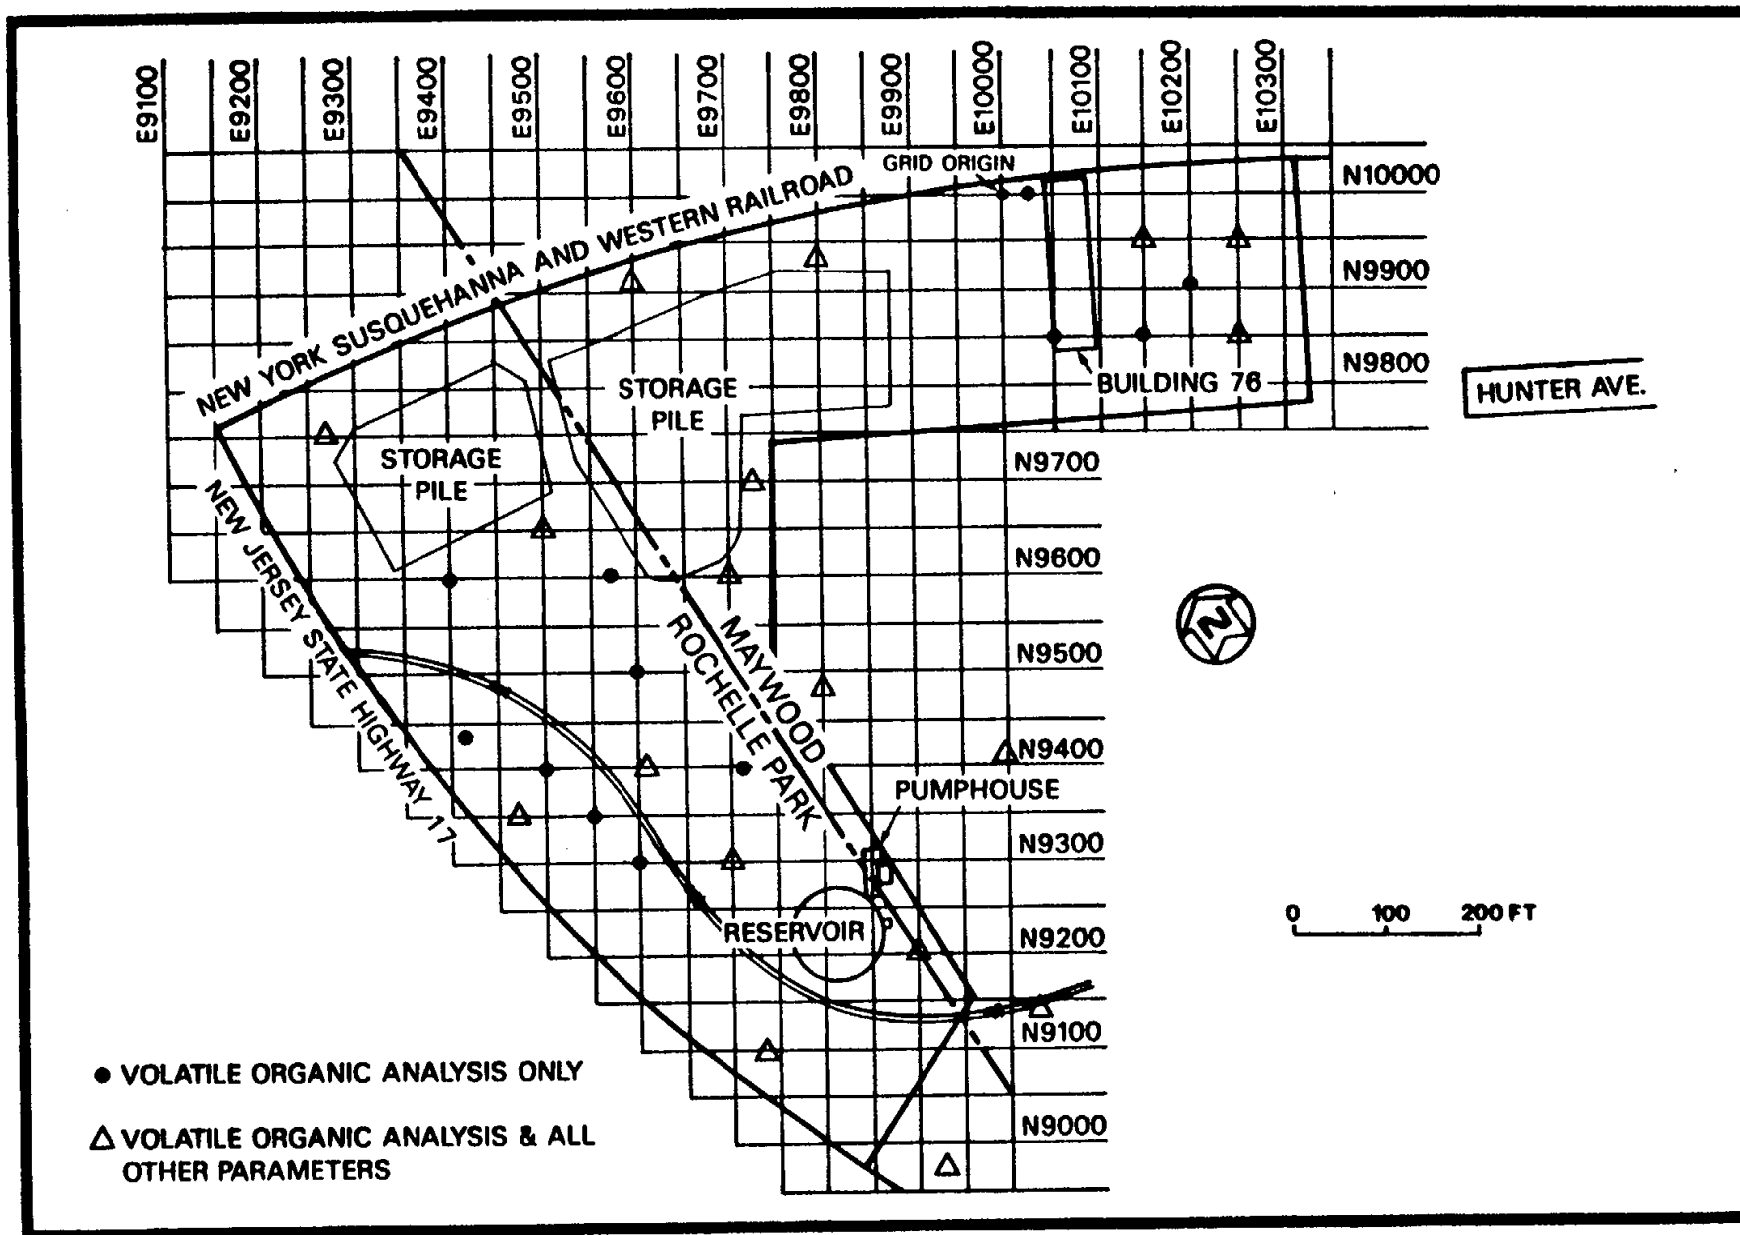 E9100
E9200
E9300
E9400
E9500
E9600
E9700
E9800
E9900
E10000
E10100
E10200
E10300
GRID ORIGIN
N10000
NEW YORK SUSQUEHANNA AND WESTERN RAILROAD
N9900
N9800
STORAGE
PILE
BUILDING 76
HUNTER AVE.
STORAGE
PILE
N9700
NEW JERSEY STATE HIGHWAY 17
N9600
MAYWOOD
ROCHELLE PARK
N
N9500
N9400
PUMPHOUSE
N9300
RESERVOIR
N9200
0 100 200 FT
N9100
VOLATILE ORGANIC ANALYSIS ONLY
N9000
VOLATILE ORGANIC ANALYSIS & ALL
OTHER PARAMETERS